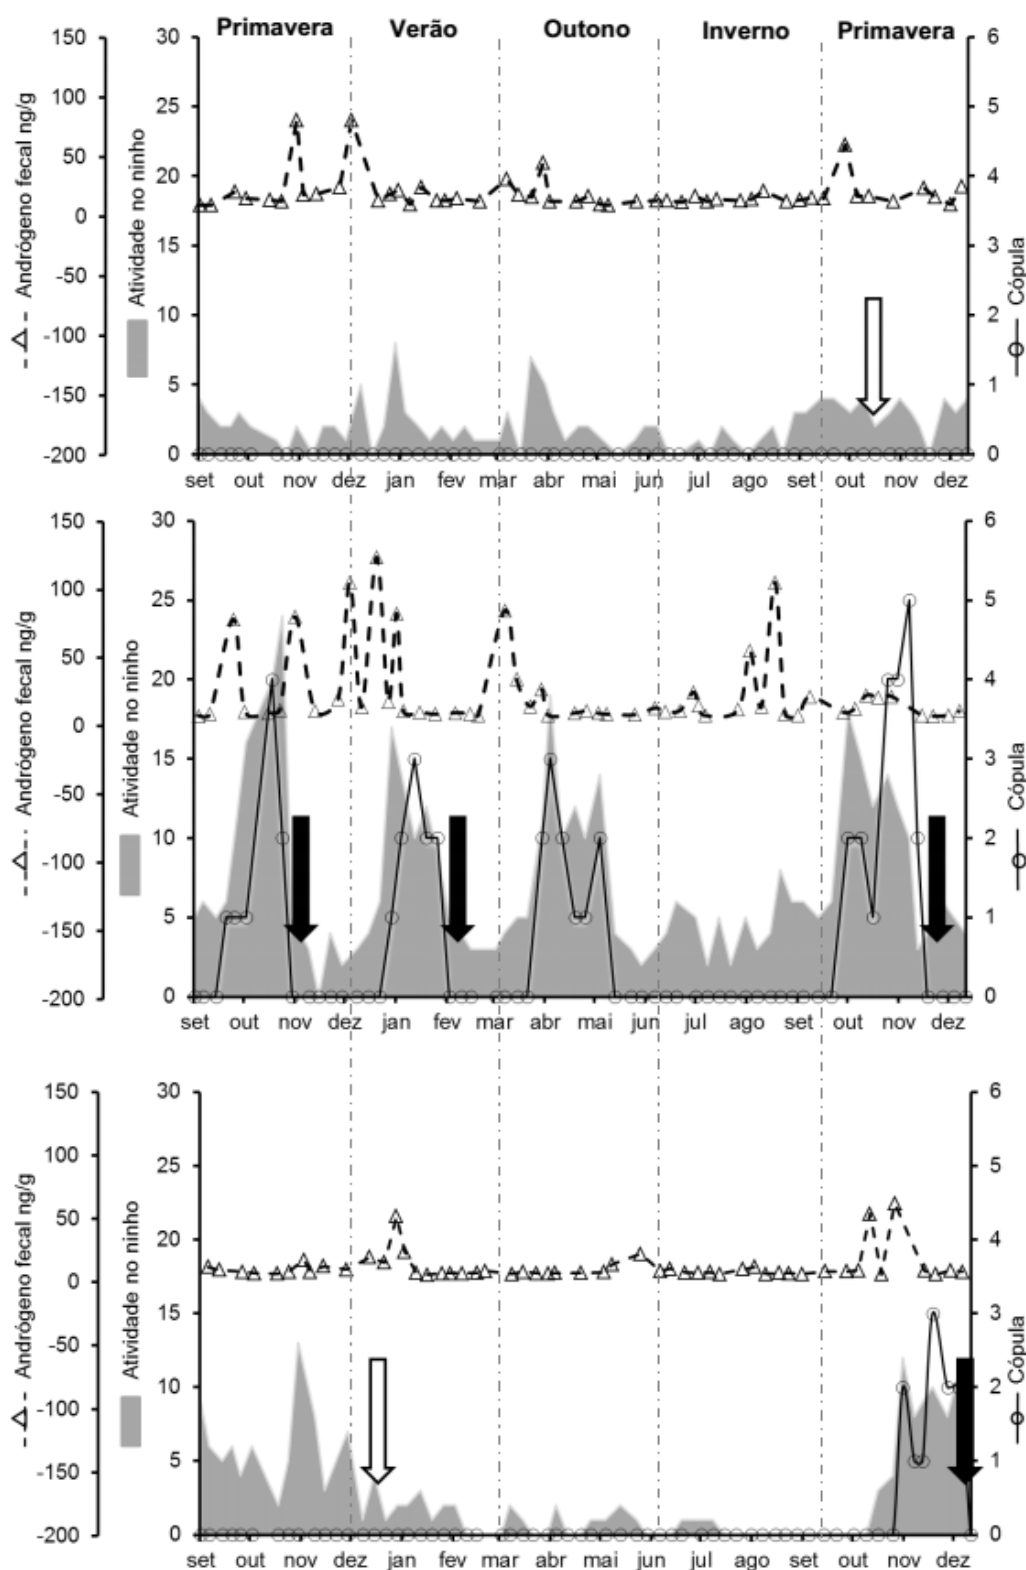 Primavera Verão Outono Inverno Primavera
150 30 6
100 25 5
50 20 4
0
15 3
-50
10 2
-100
5 1
-150
-200 0 0
set out nov dez jan fev mar abr mai jun jul ago set out nov dez
Andrógeno fecal ng/g
Atividade no ninho
Cópula
150 30 6
100 25 5
50 20 4
0
15 3
-50
10 2
-100
5 1
-150
-200 0 0
set out nov dez jan fev mar abr mai jun jul ago set out nov dez
Andrógeno fecal ng/g
Atividade no ninho
Cópula
150 30 6
100 25 5
50 20 4
0
15 3
-50
10 2
-100
5 1
-150
-200 0 0
set out nov dez jan fev mar abr mai jun jul ago set out nov dez
Andrógeno fecal ng/g
Atividade no ninho
Cópula